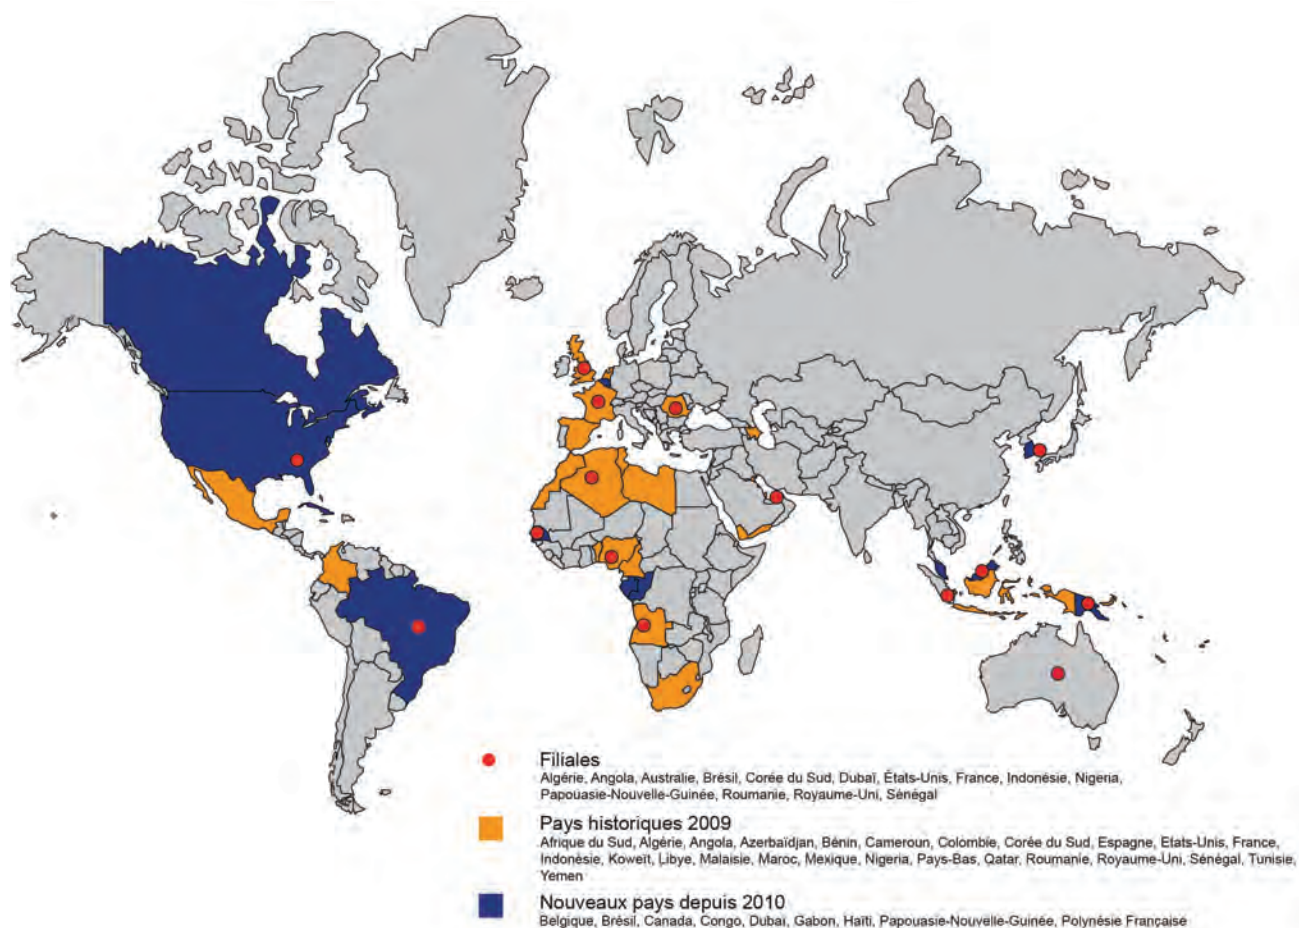 Filiales
Algérie, Angola, Australie, Brésil, Corée du Sud, Dubaï, États-Unis, France, Indonésie, Nigeria,
Papouasie-Nouvelle-Guinée, Roumanie, Royaume-Uni, Sénégal
Pays historiques 2009
Afrique du Sud, Algérie, Angola, Azerbaïdjan, Bénin, Cameroun, Colombie, Corée du Sud, Espagne, Etats-Unis, France,
Indonésie, Koweït, Libye, Malaisie, Maroc, Mexique, Nigeria, Pays-Bas, Qatar, Roumanie, Royaume-Uni, Sénégal, Tunisie,
Yemen
Nouveaux pays depuis 2010
Belgique, Brésil, Canada, Congo, Dubaï, Gabon, Haïti, Papouasie-Nouvelle-Guinée, Polynésie Française